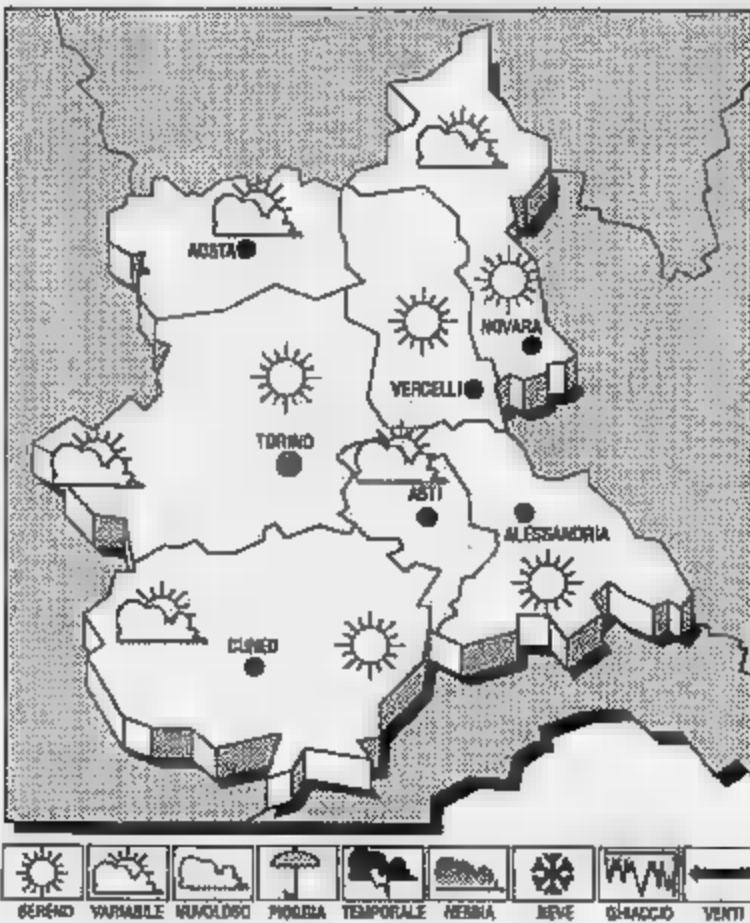 AOSTA
NOVARA
VERCELLI
TORINO
ASTI
ALESSANDRIA
CUNEO
SERENO VARIABILE NUVOLOSO PIOGGIA TEMPORALE NEBBIA NEVE GHIACCIO VENTI